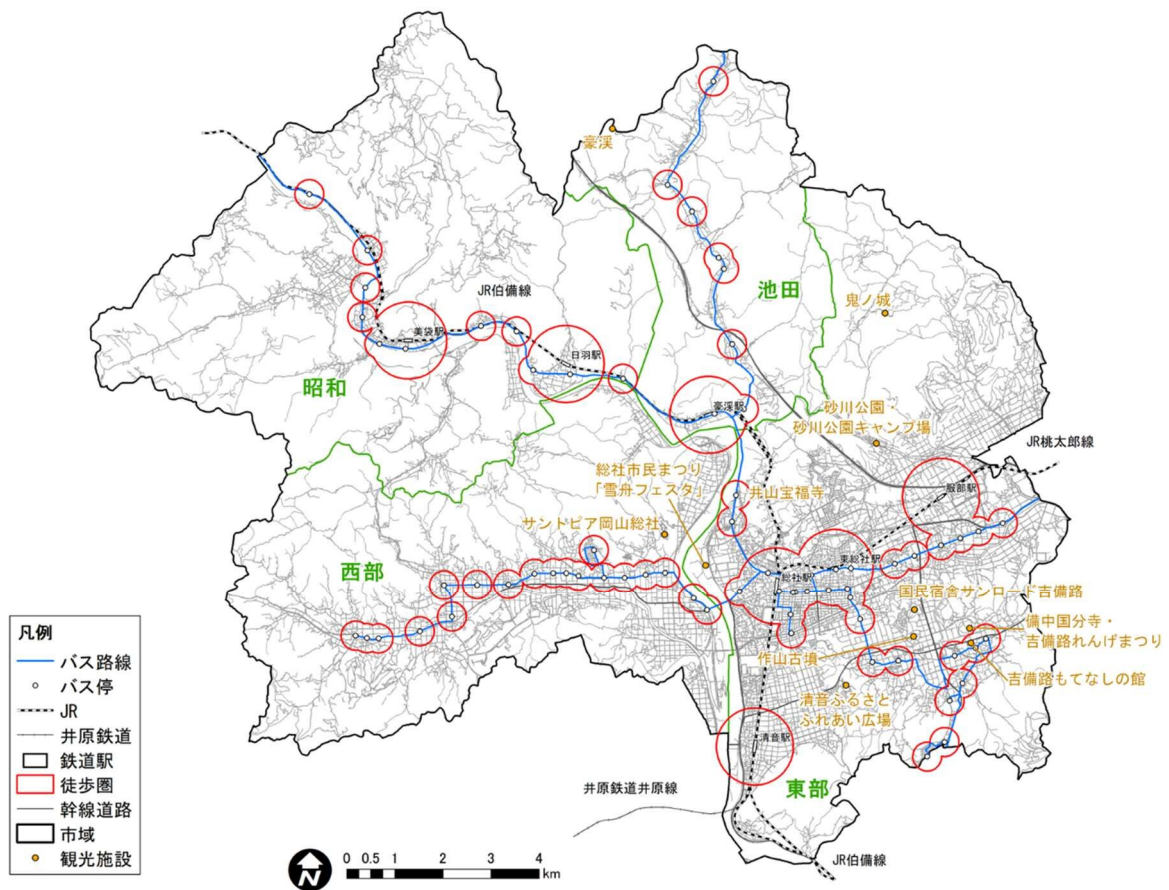 豪渓
池田
鬼ノ城
JR伯備線
美袋駅
日羽駅
昭和
豪渓駅
砂川公園・
砂川公園キャンプ場
JR桃太郎線
総社市民まつり
「雪舟フェスタ」
井山宝福寺
服部駅
サントピア岡山総社
西部
東総社駅
総社駅
国民宿舎サンロード吉備路
備中国分寺・
吉備路れんげまつり
作山古墳
吉備路もてなしの館
清音ふるさと
ふれあい広場
清音駅
東部
井原鉄道井原線
JR伯備線
凡例
バス路線
バス停
JR
井原鉄道
鉄道駅
徒歩圏
幹線道路
市域
観光施設
N
0 0.5 1 2 3 4
km